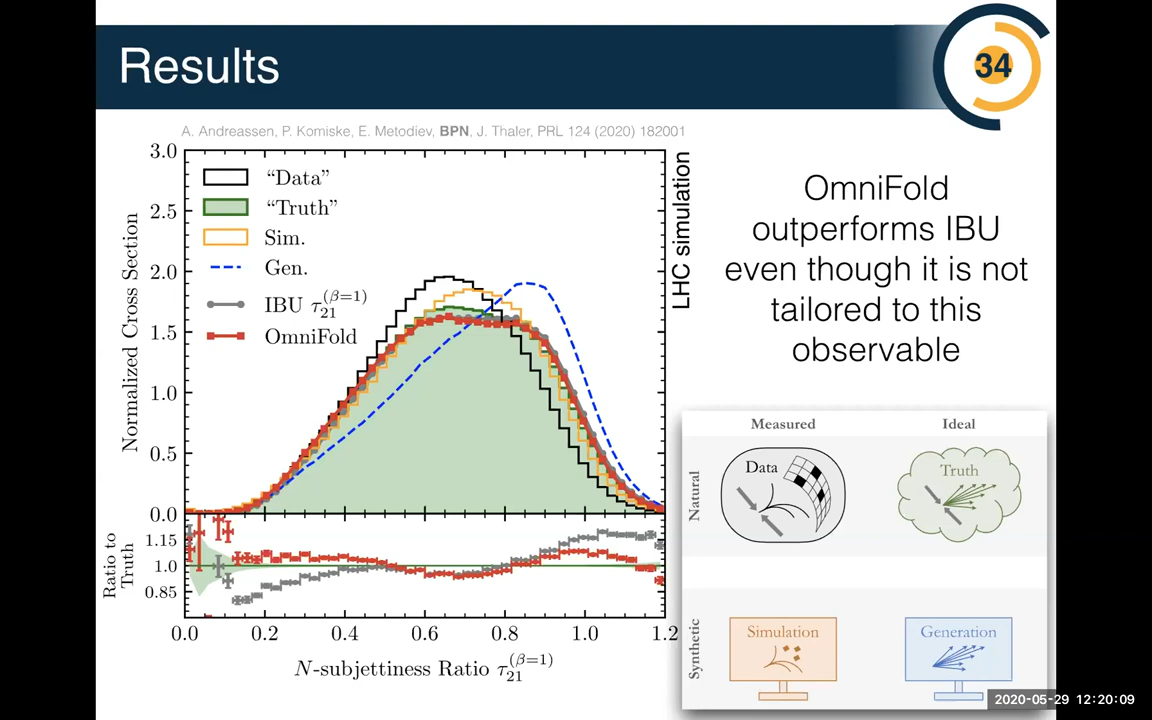 Results
34
A. Andreassen, P. Komiske, E. Metodiev, BPN, J. Thaler, PRL 124 (2020) 182001
3.0
2.5
2.0
1.5
1.0
0.5
0.0
Normalized Cross Section
“Data”
“Truth”
Sim.
Gen.
IBU τ21(β=1)
OmniFold
LHC simulation
1.15
1.0
0.85
Ratio to
Truth
0.0 0.2 0.4 0.6 0.8 1.0 1.2
N-subjettiness Ratio τ21(β=1)
OmniFold
outperforms IBU
even though it is not
tailored to this
observable
Measured Ideal
Natural
Data
Truth
Synthetic
Simulation
Generation
2020-05-29 12:20:09